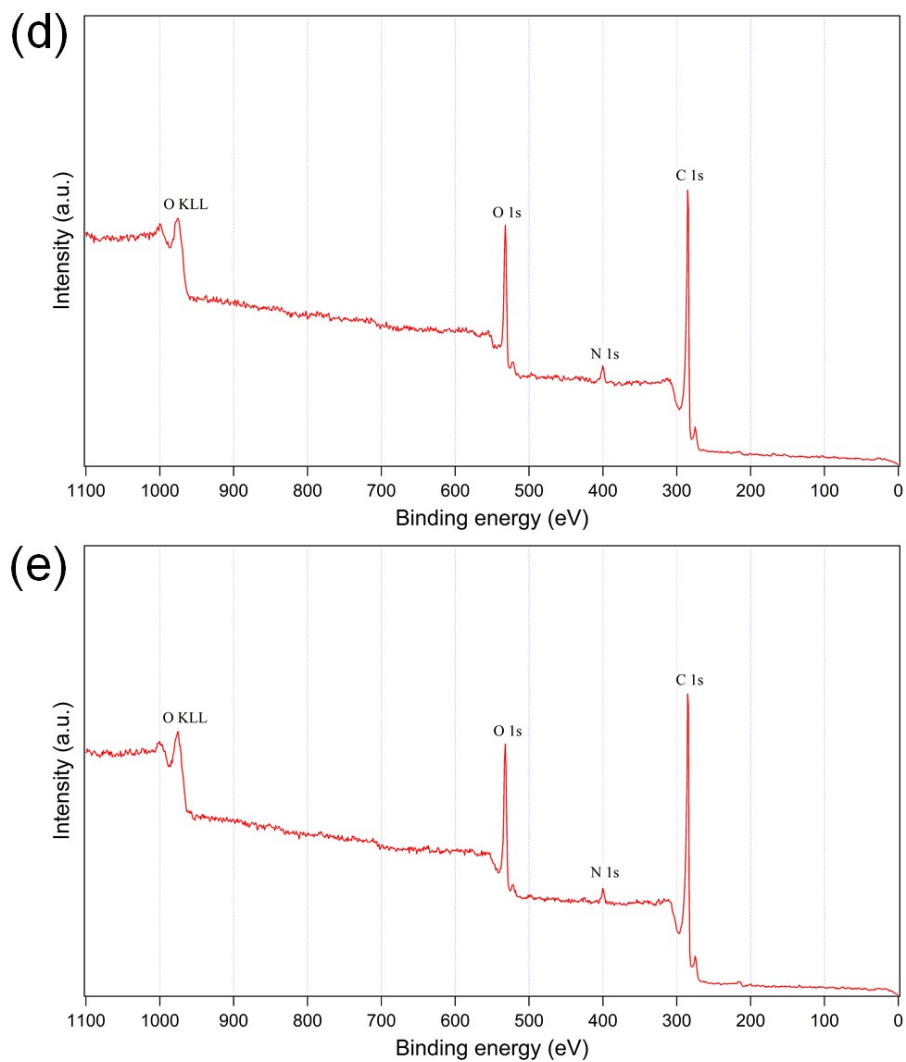 (d)
Intensity (a.u.)
O KLL
O 1s
N 1s
C 1s
1100 1000 900 800 700 600 500 400 300 200 100 0
Binding energy (eV)
(e)
Intensity (a.u.)
O KLL
O 1s
N 1s
C 1s
1100 1000 900 800 700 600 500 400 300 200 100 0
Binding energy (eV)